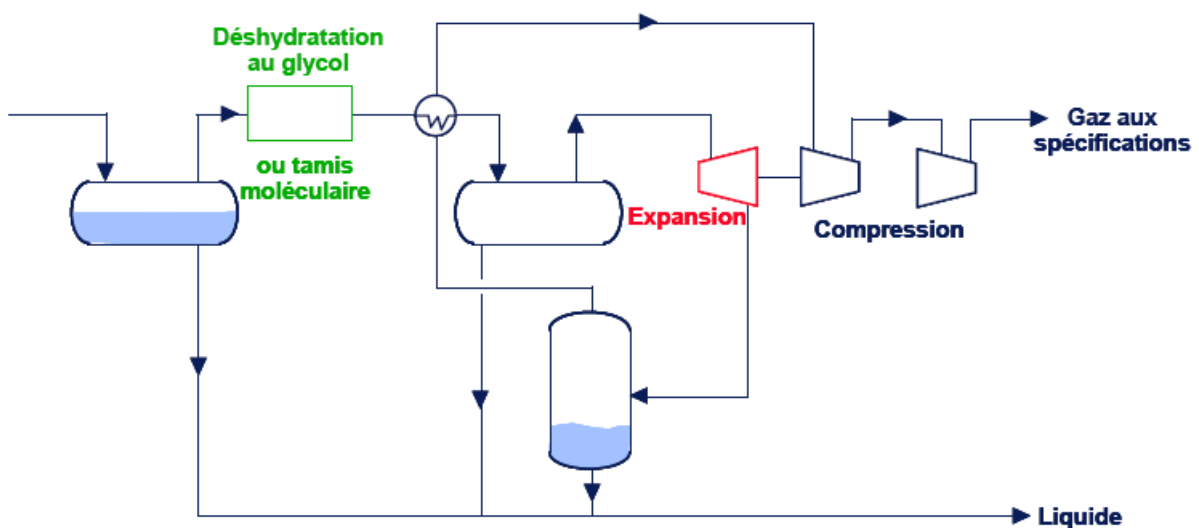 Déshydratation
au glycol
ou tamis
moléculaire
Expansion
Compression
Gaz aux
spécifications
Liquide